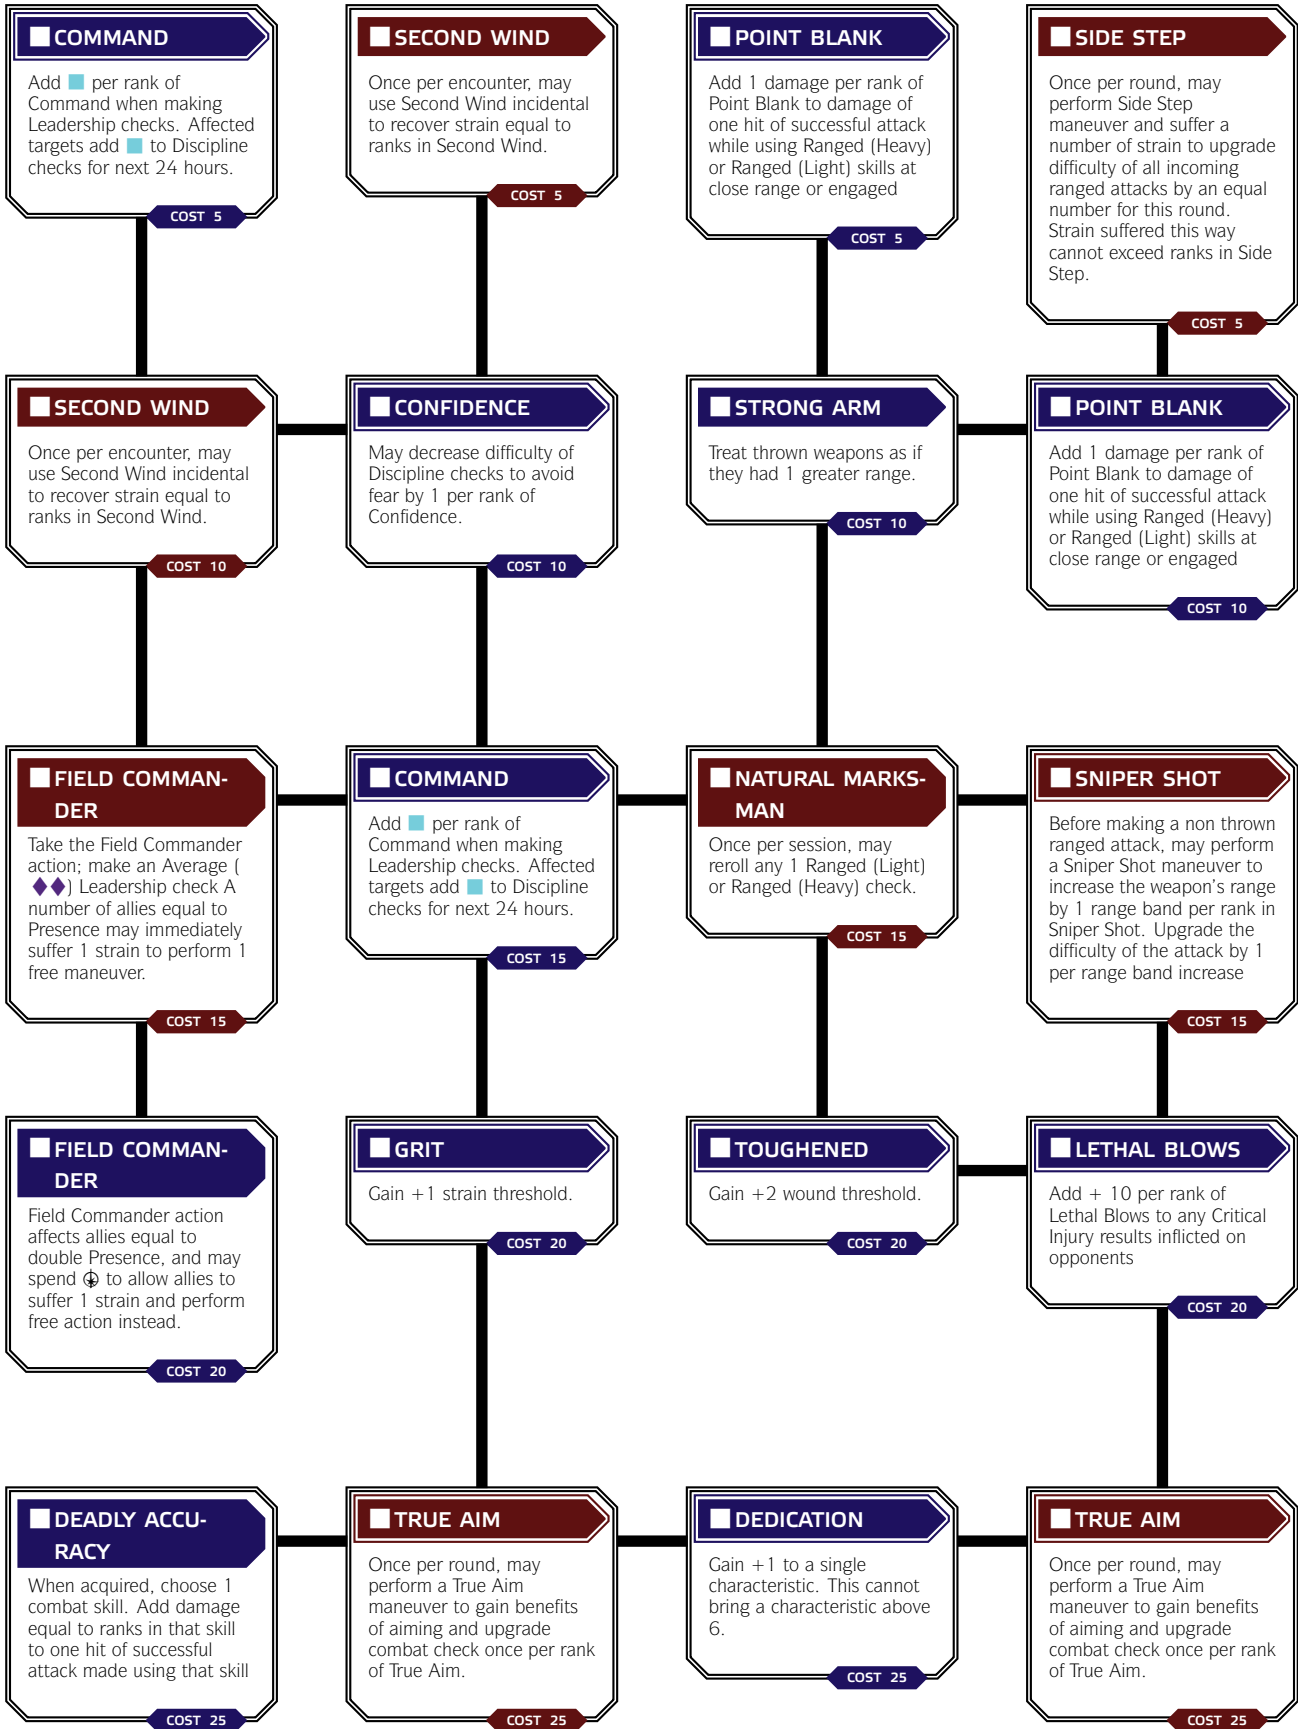 COMMAND
Add per rank of
Command when making
Leadership checks. Affected
targets add to Discipline
checks for next 24 hours.
COST 5
SECOND WIND
Once per encounter, may
use Second Wind incidental
to recover strain equal to
ranks in Second Wind.
COST 5
POINT BLANK
Add 1 damage per rank of
Point Blank to damage of
one hit of successful attack
while using Ranged (Heavy)
or Ranged (Light) skills at
close range or engaged
COST 5
SIDE STEP
Once per round, may
perform Side Step
maneuver and suffer a
number of strain to upgrade
difficulty of all incoming
ranged attacks by an equal
number for this round.
Strain suffered this way
cannot exceed ranks in Side
Step.
COST 5
SECOND WIND
Once per encounter, may
use Second Wind incidental
to recover strain equal to
ranks in Second Wind.
COST 10
CONFIDENCE
May decrease difficulty of
Discipline checks to avoid
fear by 1 per rank of
Confidence.
COST 10
STRONG ARM
Treat thrown weapons as if
they had 1 greater range.
COST 10
POINT BLANK
Add 1 damage per rank of
Point Blank to damage of
one hit of successful attack
while using Ranged (Heavy)
or Ranged (Light) skills at
close range or engaged
COST 10
FIELD COMMAN-
DER
Take the Field Commander
action; make an Average (
♦♦) Leadership check A
number of allies equal to
Presence may immediately
suffer 1 strain to perform 1
free maneuver.
COST 15
COMMAND
Add per rank of
Command when making
Leadership checks. Affected
targets add to Discipline
checks for next 24 hours.
COST 15
NATURAL MARKS-
MAN
Once per session, may
reroll any 1 Ranged (Light)
or Ranged (Heavy) check.
COST 15
SNIPER SHOT
Before making a non thrown
ranged attack, may perform
a Sniper Shot maneuver to
increase the weapon's range
by 1 range band per rank in
Sniper Shot. Upgrade the
difficulty of the attack by 1
per range band increase
COST 15
FIELD COMMAN-
DER
Field Commander action
affects allies equal to
double Presence, and may
spend to allow allies to
suffer 1 strain and perform
free action instead.
COST 20
GRIT
Gain +1 strain threshold.
COST 20
TOUGHENED
Gain +2 wound threshold.
COST 20
LETHAL BLOWS
Add + 10 per rank of
Lethal Blows to any Critical
Injury results inflicted on
opponents
COST 20
DEADLY ACCU-
RACY
When acquired, choose 1
combat skill. Add damage
equal to ranks in that skill
to one hit of successful
attack made using that skill
COST 25
TRUE AIM
Once per round, may
perform a True Aim
maneuver to gain benefits
of aiming and upgrade
combat check once per rank
of True Aim.
COST 25
DEDICATION
Gain +1 to a single
characteristic. This cannot
bring a characteristic above
6.
COST 25
TRUE AIM
Once per round, may
perform a True Aim
maneuver to gain benefits
of aiming and upgrade
combat check once per rank
of True Aim.
COST 25